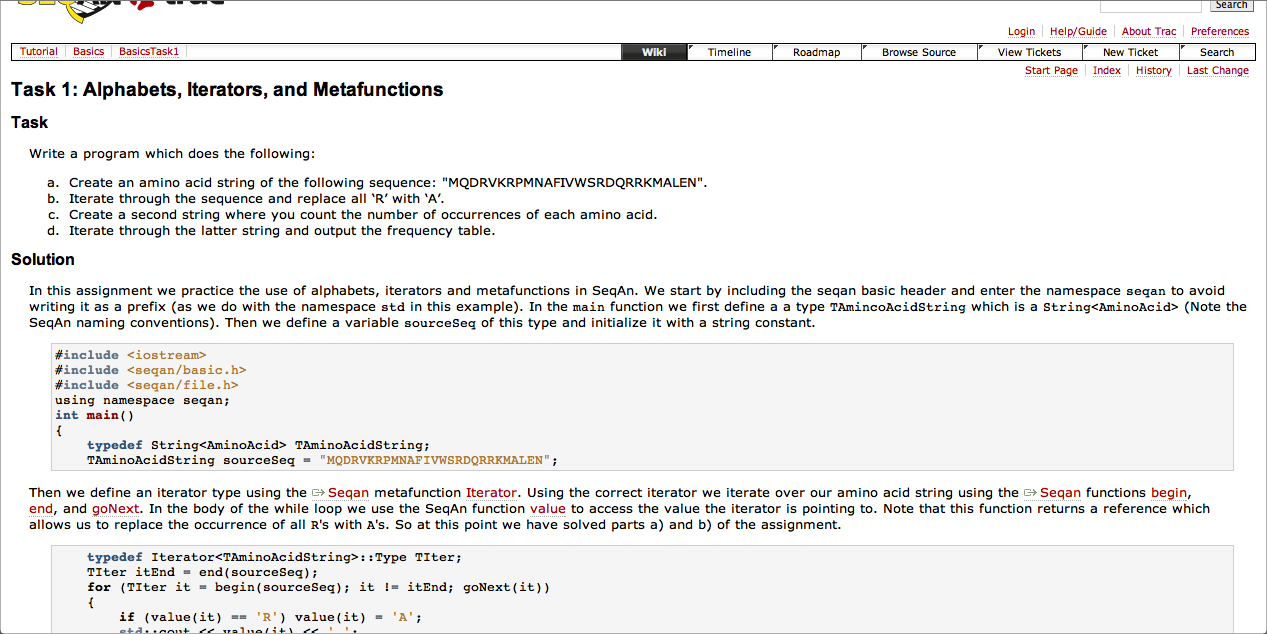 Search
Login Help/Guide About Trac Preferences
Tutorial Basics BasicsTask1 Wiki Timeline Roadmap Browse Source View Tickets New Ticket Search
Start Page Index History Last Change
Task 1: Alphabets, Iterators, and Metafunctions
Task
Write a program which does the following:
a. Create an amino acid string of the following sequence: "MQDRVKRPMNAFIVWSRDQRRKMALEN".
b. Iterate through the sequence and replace all ‘R’ with ‘A’.
c. Create a second string where you count the number of occurrences of each amino acid.
d. Iterate through the latter string and output the frequency table.
Solution
In this assignment we practice the use of alphabets, iterators and metafunctions in SeqAn. We start by including the seqan basic header and enter the namespace seqan to avoid
writing it as a prefix (as we do with the namespace std in this example). In the main function we first define a a type TAmincoAcidString which is a String<AminoAcid> (Note the
SeqAn naming conventions). Then we define a variable sourceSeq of this type and initialize it with a string constant.
#include <iostream>
#include <seqan/basic.h>
#include <seqan/file.h>
using namespace seqan;
int main()
{
typedef String<AminoAcid> TAminoAcidString;
TAminoAcidString sourceSeq = "MQDRVKRPMNAFIVWSRDQRRKMALEN";
Then we define an iterator type using the Seqan metafunction Iterator. Using the correct iterator we iterate over our amino acid string using the Seqan functions begin,
end, and goNext. In the body of the while loop we use the SeqAn function value to access the value the iterator is pointing to. Note that this function returns a reference which
allows us to replace the occurrence of all R's with A's. So at this point we have solved parts a) and b) of the assignment.
typedef Iterator<TAminoAcidString>::Type TIter;
TIter itEnd = end(sourceSeq);
for (TIter it = begin(sourceSeq); it != itEnd; goNext(it))
{
if (value(it) == 'R') value(it) = 'A';
std::cout << value(it) << ' ';